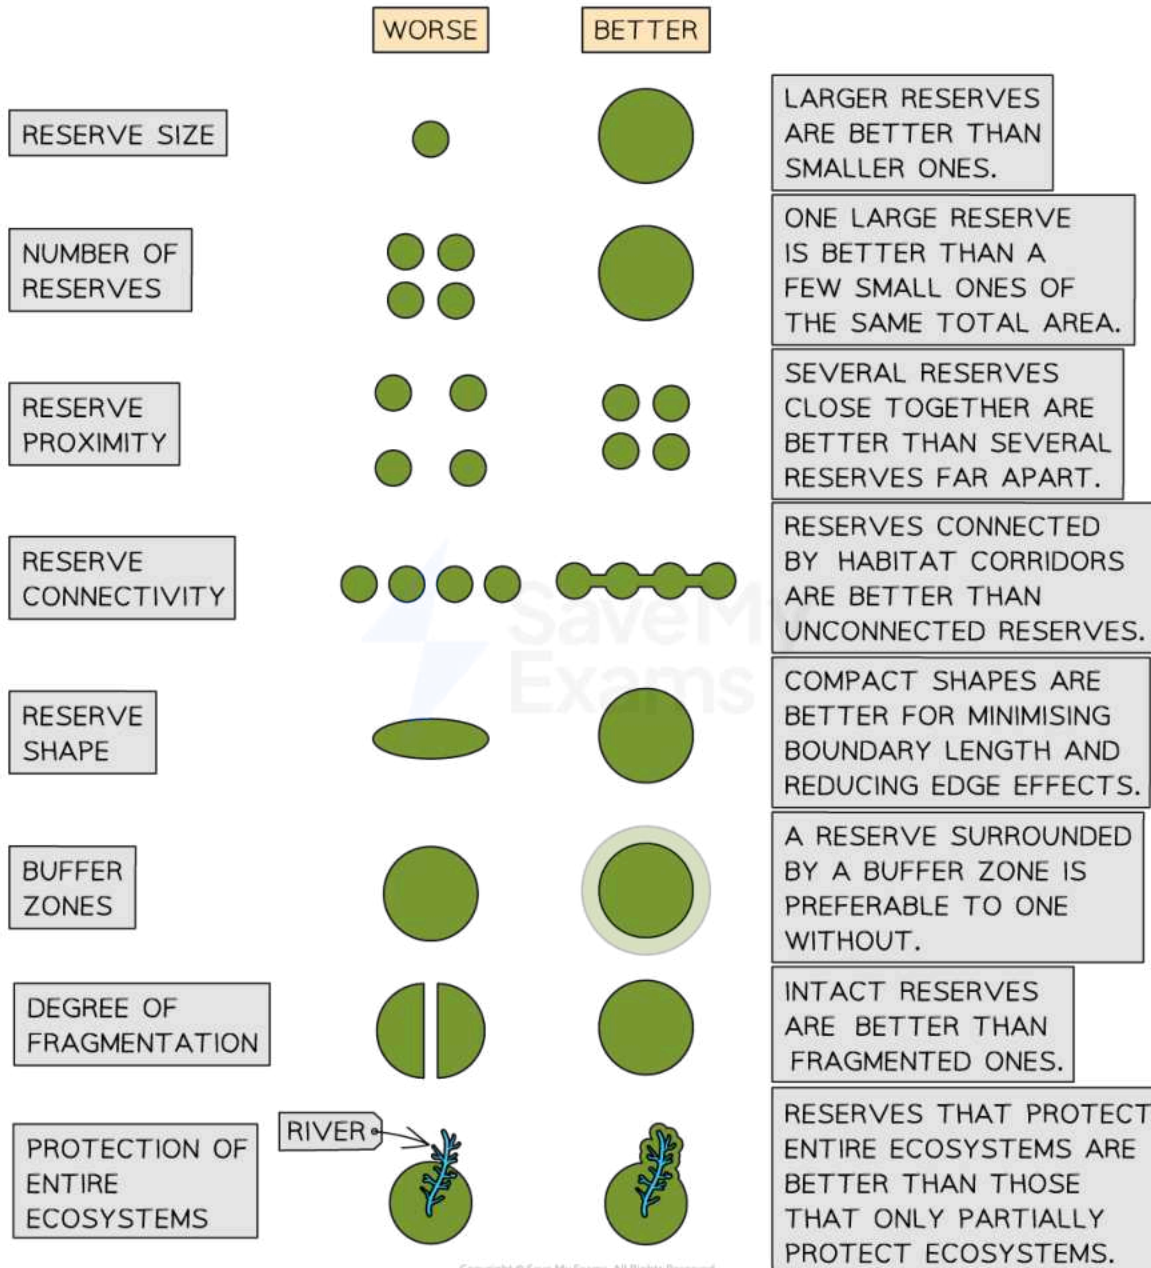 WORSE
BETTER
RESERVE SIZE
LARGER RESERVES
ARE BETTER THAN
SMALLER ONES.
NUMBER OF
RESERVES
ONE LARGE RESERVE
IS BETTER THAN A
FEW SMALL ONES OF
THE SAME TOTAL AREA.
RESERVE
PROXIMITY
SEVERAL RESERVES
CLOSE TOGETHER ARE
BETTER THAN SEVERAL
RESERVES FAR APART.
RESERVE
CONNECTIVITY
RESERVES CONNECTED
BY HABITAT CORRIDORS
ARE BETTER THAN
UNCONNECTED RESERVES.
SaveMy
Exams
RESERVE
SHAPE
COMPACT SHAPES ARE
BETTER FOR MINIMISING
BOUNDARY LENGTH AND
REDUCING EDGE EFFECTS.
BUFFER
ZONES
A RESERVE SURROUNDED
BY A BUFFER ZONE IS
PREFERABLE TO ONE
WITHOUT.
DEGREE OF
FRAGMENTATION
INTACT RESERVES
ARE BETTER THAN
FRAGMENTED ONES.
PROTECTION OF
ENTIRE
ECOSYSTEMS
RIVER
RESERVES THAT PROTECT
ENTIRE ECOSYSTEMS ARE
BETTER THAN THOSE
THAT ONLY PARTIALLY
PROTECT ECOSYSTEMS.